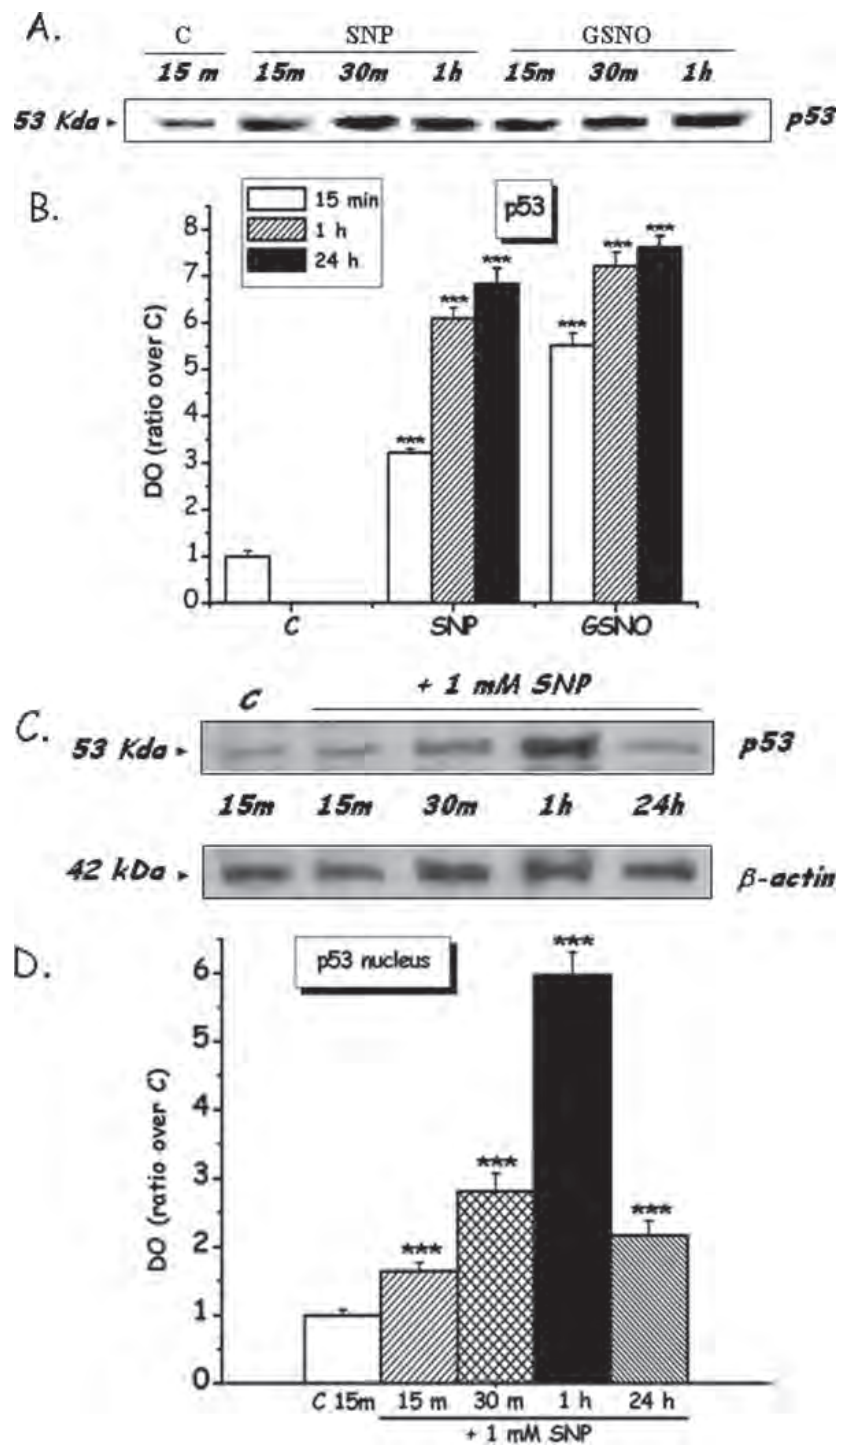 A.
C SNP GSNO
15 m 15m 30m 1h 15m 30m 1h
53 Kda ▸ p53
B.
15 min
1 h
24 h
p53
DO (ratio over C)
8
7
6
5
4
3
2
1
0
*** *** *** *** *** ***
C SNP GSNO
C.
C + 1 mM SNP
53 Kda ▸ p53
15m 15m 30m 1h 24h
42 kDa ▸ β-actin
D.
p53 nucleus
DO (ratio over C)
6
5
4
3
2
1
0
*** *** *** ***
C 15m 15 m 30 m 1 h 24 h
+ 1 mM SNP